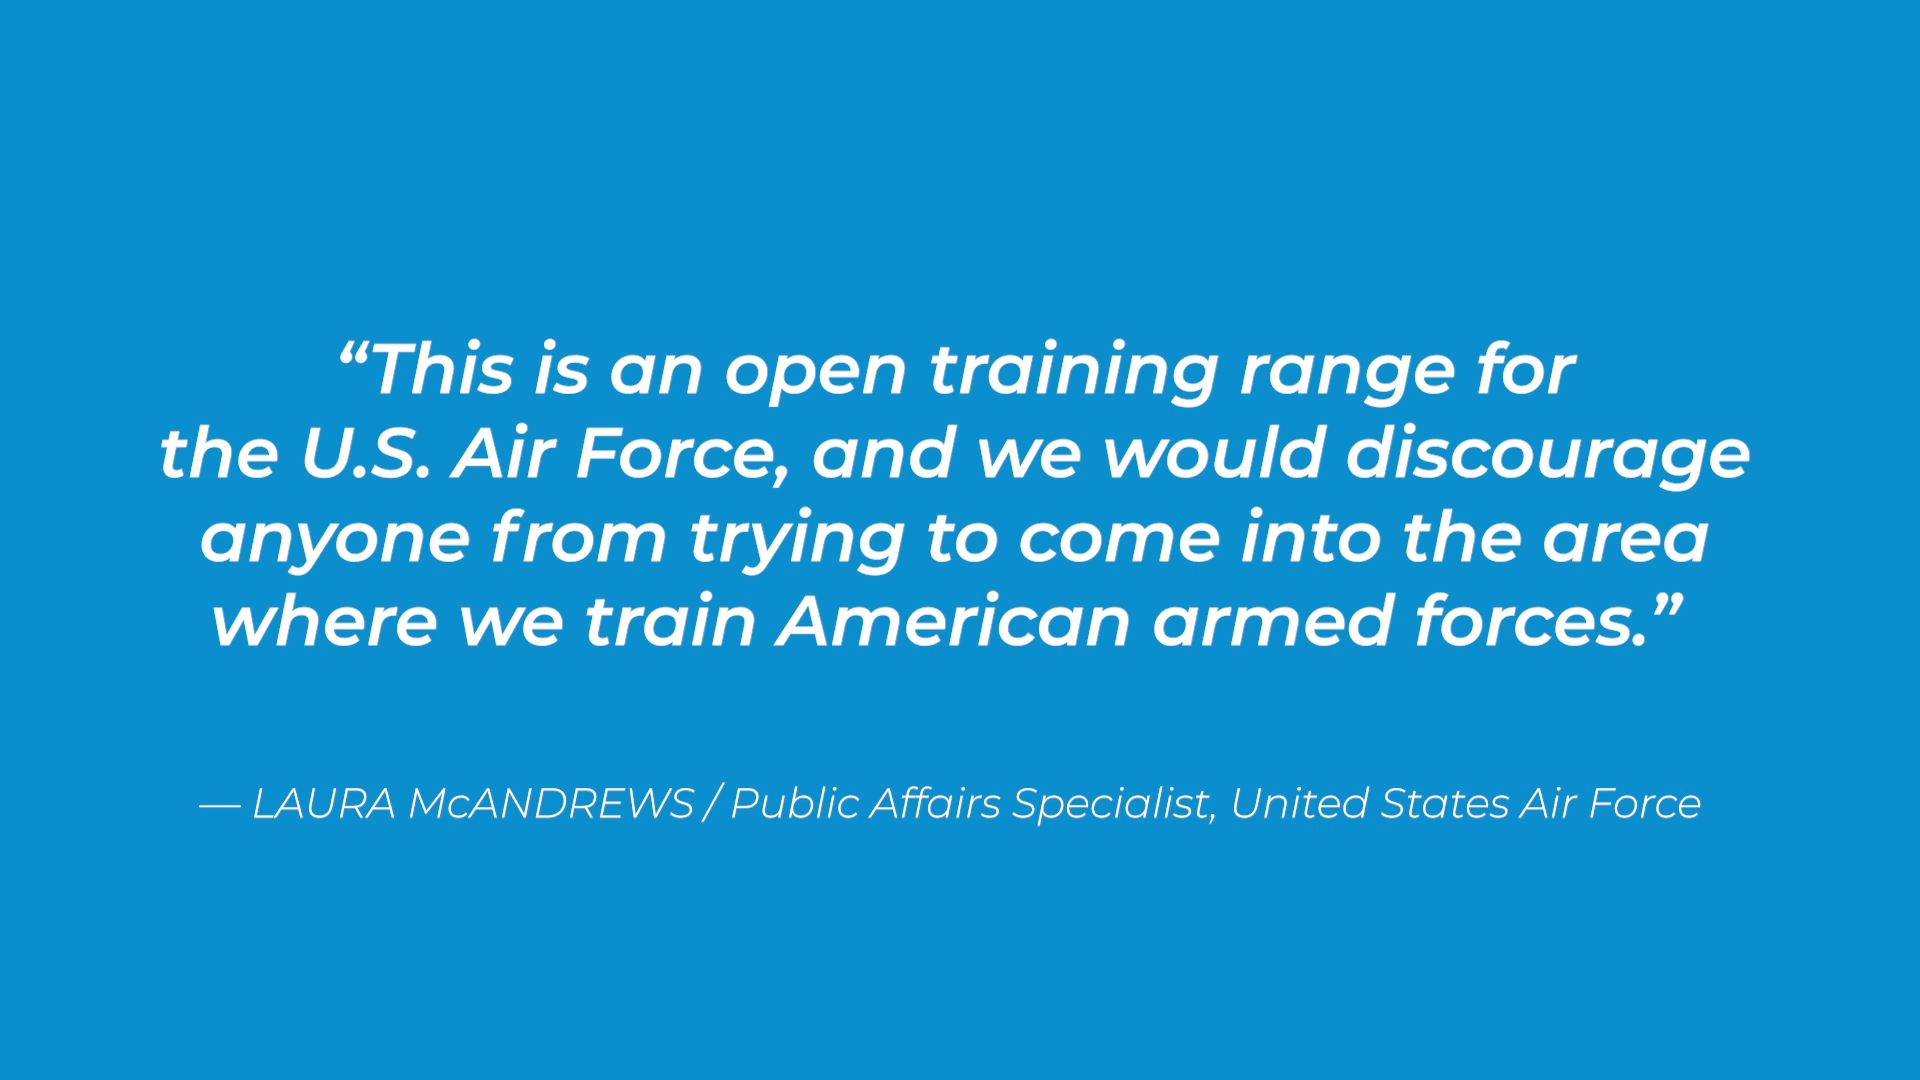 “This is an open training range for
the U.S. Air Force, and we would discourage
anyone from trying to come into the area
where we train American armed forces.”
— LAURA McANDREWS / Public Affairs Specialist, United States Air Force